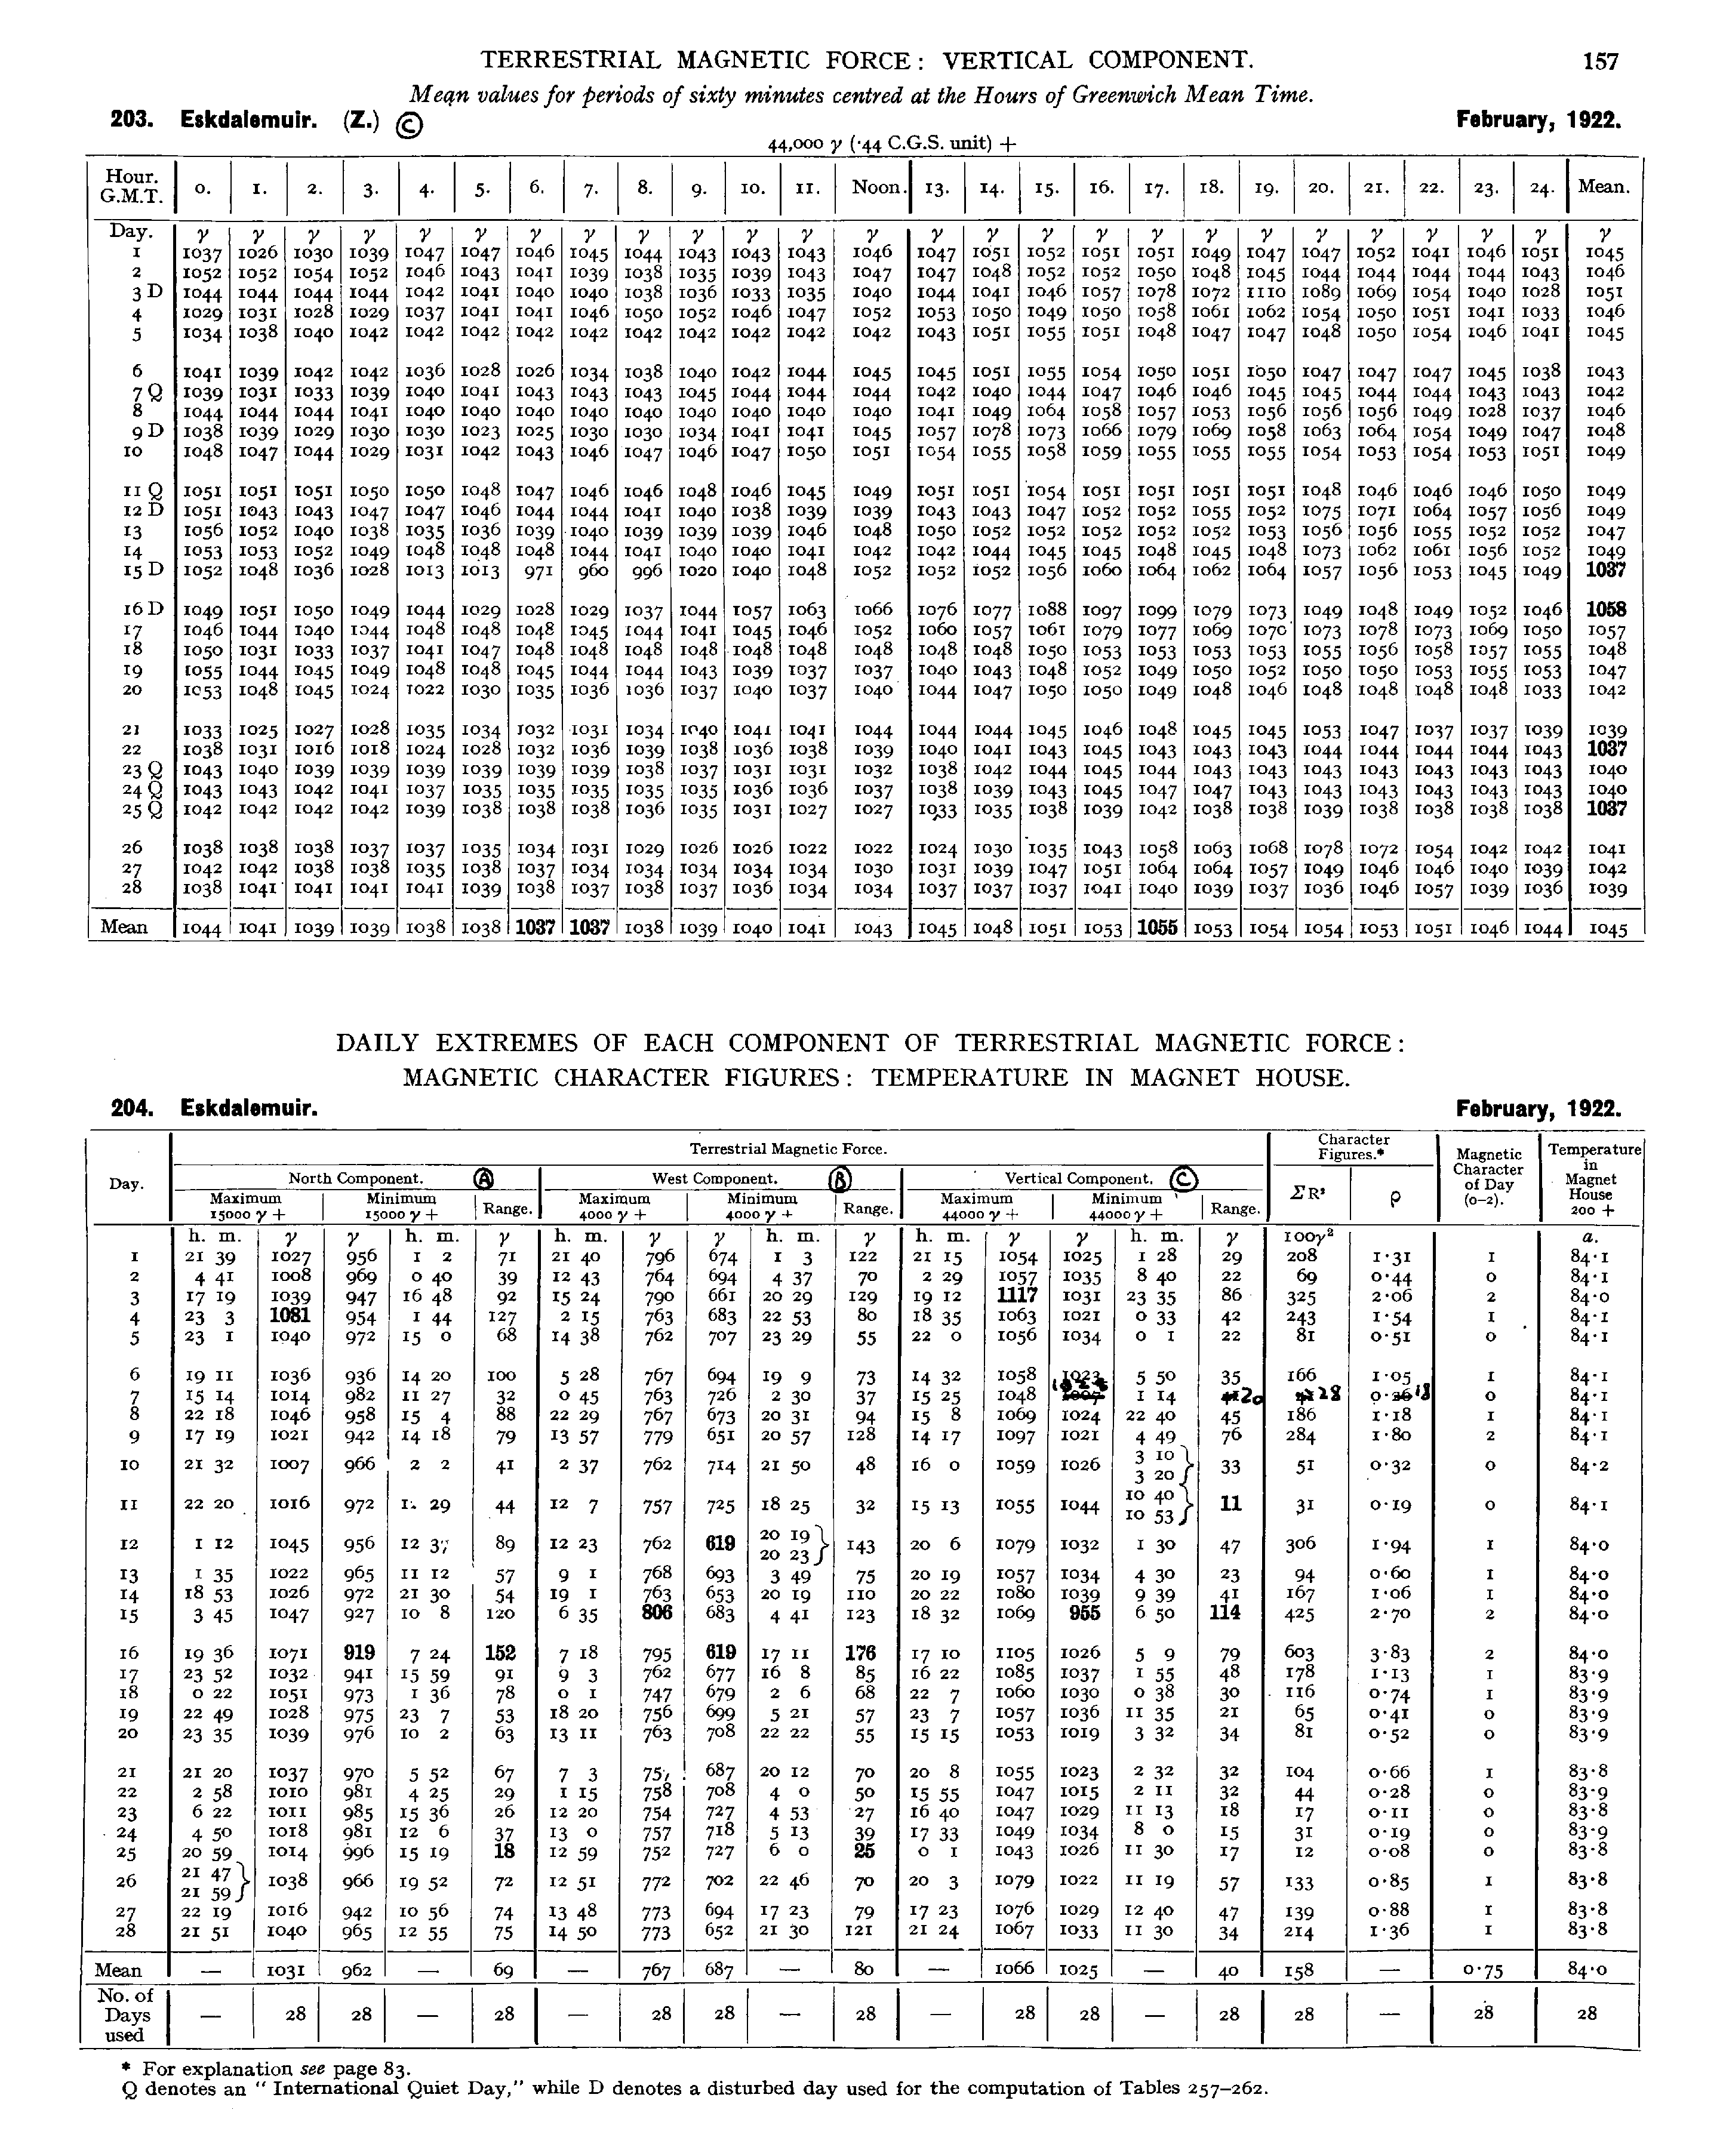 TERRESTRIAL MAGNETIC FORCE: VERTICAL COMPONENT. 157
Mean values for periods of sixty minutes centred at the Hours of Greenwich Mean Time.
203. Eskdalemuir. (Z.) Ⓒ February, 1922.
44,000 γ (·44 C.G.S. unit) +
Hour. G.M.T. 0. 1. 2. 3. 4. 5. 6. 7. 8. 9. 10. 11. Noon. 13. 14. 15. 16. 17. 18. 19. 20. 21. 22. 23. 24. Mean.
Day. γ γ γ γ γ γ γ γ γ γ γ γ γ γ γ γ γ γ γ γ γ γ γ γ γ γ
1 1037 1026 1030 1039 1047 1047 1046 1045 1044 1043 1043 1043 1046 1047 1051 1052 1051 1051 1049 1047 1047 1052 1041 1046 1051 1045
2 1052 1052 1054 1052 1046 1043 1041 1039 1038 1035 1039 1043 1047 1047 1048 1052 1052 1050 1048 1045 1044 1044 1044 1044 1043 1046
3 D 1044 1044 1044 1044 1042 1041 1040 1040 1038 1036 1033 1035 1040 1044 1041 1046 1057 1078 1072 1110 1089 1069 1054 1040 1028 1051
4 1029 1031 1028 1029 1037 1041 1041 1046 1050 1052 1046 1047 1052 1053 1050 1049 1050 1058 1061 1062 1054 1050 1051 1041 1033 1046
5 1034 1038 1040 1042 1042 1042 1042 1042 1042 1042 1042 1042 1042 1043 1051 1055 1051 1048 1047 1047 1048 1050 1054 1046 1041 1045
6 1041 1039 1042 1042 1036 1028 1026 1034 1038 1040 1042 1044 1045 1045 1051 1055 1054 1050 1051 1050 1047 1047 1047 1045 1038 1043
7 Q 1039 1031 1033 1039 1040 1041 1043 1043 1043 1045 1044 1044 1044 1042 1040 1044 1047 1046 1046 1045 1045 1044 1044 1043 1043 1042
8 1044 1044 1044 1041 1040 1040 1040 1040 1040 1040 1040 1040 1040 1041 1049 1064 1058 1057 1053 1056 1056 1056 1049 1028 1037 1046
9 D 1038 1039 1029 1030 1030 1023 1025 1030 1030 1034 1041 1041 1045 1057 1078 1073 1066 1079 1069 1058 1063 1064 1054 1049 1047 1048
10 1048 1047 1044 1029 1031 1042 1043 1046 1047 1046 1047 1050 1051 1054 1055 1058 1059 1055 1055 1055 1054 1053 1054 1053 1051 1049
11 Q 1051 1051 1051 1050 1050 1048 1047 1046 1046 1048 1046 1045 1049 1051 1051 1054 1051 1051 1051 1051 1048 1046 1046 1046 1050 1049
12 D 1051 1043 1043 1047 1047 1046 1044 1044 1041 1040 1038 1039 1039 1043 1043 1047 1052 1052 1055 1052 1075 1071 1064 1057 1056 1049
13 1056 1052 1040 1038 1035 1036 1039 1040 1039 1039 1039 1046 1048 1050 1052 1052 1052 1052 1052 1053 1056 1056 1055 1052 1052 1047
14 1053 1053 1052 1049 1048 1048 1048 1044 1041 1040 1040 1041 1042 1042 1044 1045 1045 1048 1045 1048 1073 1062 1061 1056 1052 1049
15 D 1052 1048 1036 1028 1013 1013 971 960 996 1020 1040 1048 1052 1052 1052 1056 1060 1064 1062 1064 1057 1056 1053 1045 1049 1037
16 D 1049 1051 1050 1049 1044 1029 1028 1029 1037 1044 1057 1063 1066 1076 1077 1088 1097 1099 1079 1073 1049 1048 1049 1052 1046 1058
17 1046 1044 1040 1044 1048 1048 1048 1045 1044 1041 1045 1046 1052 1060 1057 1061 1079 1077 1069 1070 1073 1078 1073 1069 1050 1057
18 1050 1031 1033 1037 1041 1047 1048 1048 1048 1048 1048 1048 1048 1048 1048 1050 1053 1053 1053 1053 1055 1056 1058 1057 1055 1048
19 1055 1044 1045 1049 1048 1048 1045 1044 1044 1043 1039 1037 1037 1040 1043 1048 1052 1049 1050 1052 1050 1050 1053 1055 1053 1047
20 1053 1048 1045 1024 1022 1030 1035 1036 1036 1037 1040 1037 1040 1044 1047 1050 1050 1049 1048 1046 1048 1048 1048 1048 1033 1042
21 1033 1025 1027 1028 1035 1034 1032 1031 1034 1040 1041 1041 1044 1044 1044 1045 1046 1048 1045 1045 1053 1047 1037 1037 1039 1039
22 1038 1031 1016 1018 1024 1028 1032 1036 1039 1038 1036 1038 1039 1040 1041 1043 1045 1043 1043 1043 1044 1044 1044 1044 1043 1037
23 Q 1043 1040 1039 1039 1039 1039 1039 1039 1038 1037 1031 1031 1032 1038 1042 1044 1045 1044 1043 1043 1043 1043 1043 1043 1043 1040
24 Q 1043 1043 1042 1041 1037 1035 1035 1035 1035 1035 1036 1036 1037 1038 1039 1043 1045 1047 1047 1043 1043 1043 1043 1043 1043 1040
25 Q 1042 1042 1042 1042 1039 1038 1038 1038 1036 1035 1031 1027 1027 1033 1035 1038 1039 1042 1038 1038 1039 1038 1038 1038 1038 1037
26 1038 1038 1038 1037 1037 1035 1034 1031 1029 1026 1026 1022 1022 1024 1030 1035 1043 1058 1063 1068 1078 1072 1054 1042 1042 1041
27 1042 1042 1038 1038 1035 1038 1037 1034 1034 1034 1034 1034 1030 1031 1039 1047 1051 1064 1064 1057 1049 1046 1046 1040 1039 1042
28 1038 1041 1041 1041 1041 1039 1038 1037 1038 1037 1036 1034 1034 1037 1037 1037 1041 1040 1039 1037 1036 1046 1057 1039 1036 1039
Mean 1044 1041 1039 1039 1038 1038 1037 1037 1038 1039 1040 1041 1043 1045 1048 1051 1053 1055 1053 1054 1054 1053 1051 1046 1044 1045
DAILY EXTREMES OF EACH COMPONENT OF TERRESTRIAL MAGNETIC FORCE:
MAGNETIC CHARACTER FIGURES: TEMPERATURE IN MAGNET HOUSE.
204. Eskdalemuir. February, 1922.
Day. Terrestrial Magnetic Force. Character Figures.* Magnetic Character of Day (0–2). Temperature in Magnet House 200 +
North Component. Ⓐ West Component. Ⓑ Vertical Component. Ⓒ ΣR² ρ
Maximum 15000 γ + Minimum 15000 γ + Range. Maximum 4000 γ + Minimum 4000 γ + Range. Maximum 44000 γ + Minimum 44000 γ + Range.
h. m. γ γ h. m. γ h. m. γ γ h. m. γ h. m. γ γ h. m. γ 100γ² a.
1 21 39 1027 956 1 2 71 21 40 796 674 1 3 122 21 15 1054 1025 1 28 29 208 1·31 1 84·1
2 4 41 1008 969 0 40 39 12 43 764 694 4 37 70 2 29 1057 1035 8 40 22 69 0·44 0 84·1
3 17 19 1039 947 16 48 92 15 24 790 661 20 29 129 19 12 1117 1031 23 35 86 325 2·06 2 84·0
4 23 3 1081 954 1 44 127 2 15 763 683 22 53 80 18 35 1063 1021 0 33 42 243 1·54 1 84·1
5 23 1 1040 972 15 0 68 14 38 762 707 23 29 55 22 0 1056 1034 0 1 22 81 0·51 0 84·1
6 19 11 1036 936 14 20 100 5 28 767 694 19 9 73 14 32 1058 1023 5 50 35 166 1·05 1 84·1
7 15 14 1014 982 11 27 32 0 45 763 726 2 30 37 15 25 1048 1028 1 14 20 28 0·18 0 84·1
8 22 18 1046 958 15 4 88 22 29 767 673 20 31 94 15 8 1069 1024 22 40 45 186 1·18 1 84·1
9 17 19 1021 942 14 18 79 13 57 779 651 20 57 128 14 17 1097 1021 4 49 76 284 1·80 2 84·1
10 21 32 1007 966 2 2 41 2 37 762 714 21 50 48 16 0 1059 1026 3 10 3 20 } 33 51 0·32 0 84·2
11 22 20 1016 972 1 29 44 12 7 757 725 18 25 32 15 13 1055 1044 10 40 10 53 } 11 31 0·19 0 84·1
12 1 12 1045 956 12 37 89 12 23 762 619 20 19 20 23 } 143 20 6 1079 1032 1 30 47 306 1·94 1 84·0
13 1 35 1022 965 11 12 57 9 1 768 693 3 49 75 20 19 1057 1034 4 30 23 94 0·60 1 84·0
14 18 53 1026 972 21 30 54 19 1 763 653 20 19 110 20 22 1080 1039 9 39 41 167 1·06 1 84·0
15 3 45 1047 927 10 8 120 6 35 806 683 4 41 123 18 32 1069 955 6 50 114 425 2·70 2 84·0
16 19 36 1071 919 7 24 152 7 18 795 619 17 11 176 17 10 1105 1026 5 9 79 603 3·83 2 84·0
17 23 52 1032 941 15 59 91 9 3 762 677 16 8 85 16 22 1085 1037 1 55 48 178 1·13 1 83·9
18 0 22 1051 973 1 36 78 0 1 747 679 2 6 68 22 7 1060 1030 0 38 30 116 0·74 1 83·9
19 22 49 1028 975 23 7 53 18 20 756 699 5 21 57 23 7 1057 1036 11 35 21 65 0·41 0 83·9
20 23 35 1039 976 10 2 63 13 11 763 708 22 22 55 15 15 1053 1019 3 32 34 81 0·52 0 83·9
21 21 20 1037 970 5 52 67 7 3 757 687 20 12 70 20 8 1055 1023 2 32 32 104 0·66 1 83·8
22 2 58 1010 981 4 25 29 1 15 758 708 4 0 50 15 55 1047 1015 2 11 32 44 0·28 0 83·9
23 6 22 1011 985 15 36 26 12 20 754 727 4 53 27 16 40 1047 1029 11 13 18 17 0·11 0 83·8
24 4 50 1018 981 12 6 37 13 0 757 718 5 13 39 17 33 1049 1034 8 0 15 31 0·19 0 83·9
25 20 59 1014 996 15 19 18 12 59 752 727 6 0 25 0 1 1043 1026 11 30 17 12 0·08 0 83·8
26 21 47 21 59 } 1038 966 19 52 72 12 51 772 702 22 46 70 20 3 1079 1022 11 19 57 133 0·85 1 83·8
27 22 19 1016 942 10 56 74 13 48 773 694 17 23 79 17 23 1076 1029 12 40 47 139 0·88 1 83·8
28 21 51 1040 965 12 55 75 14 50 773 652 21 30 121 21 24 1067 1033 11 30 34 214 1·36 1 83·8
Mean — 1031 962 — 69 — 767 687 — 80 — 1066 1025 — 40 158 — 0·75 84·0
No. of Days used — 28 28 — 28 — 28 28 — 28 — 28 28 — 28 28 — 28 28
* For explanation see page 83.
Q denotes an “ International Quiet Day,” while D denotes a disturbed day used for the computation of Tables 257–262.